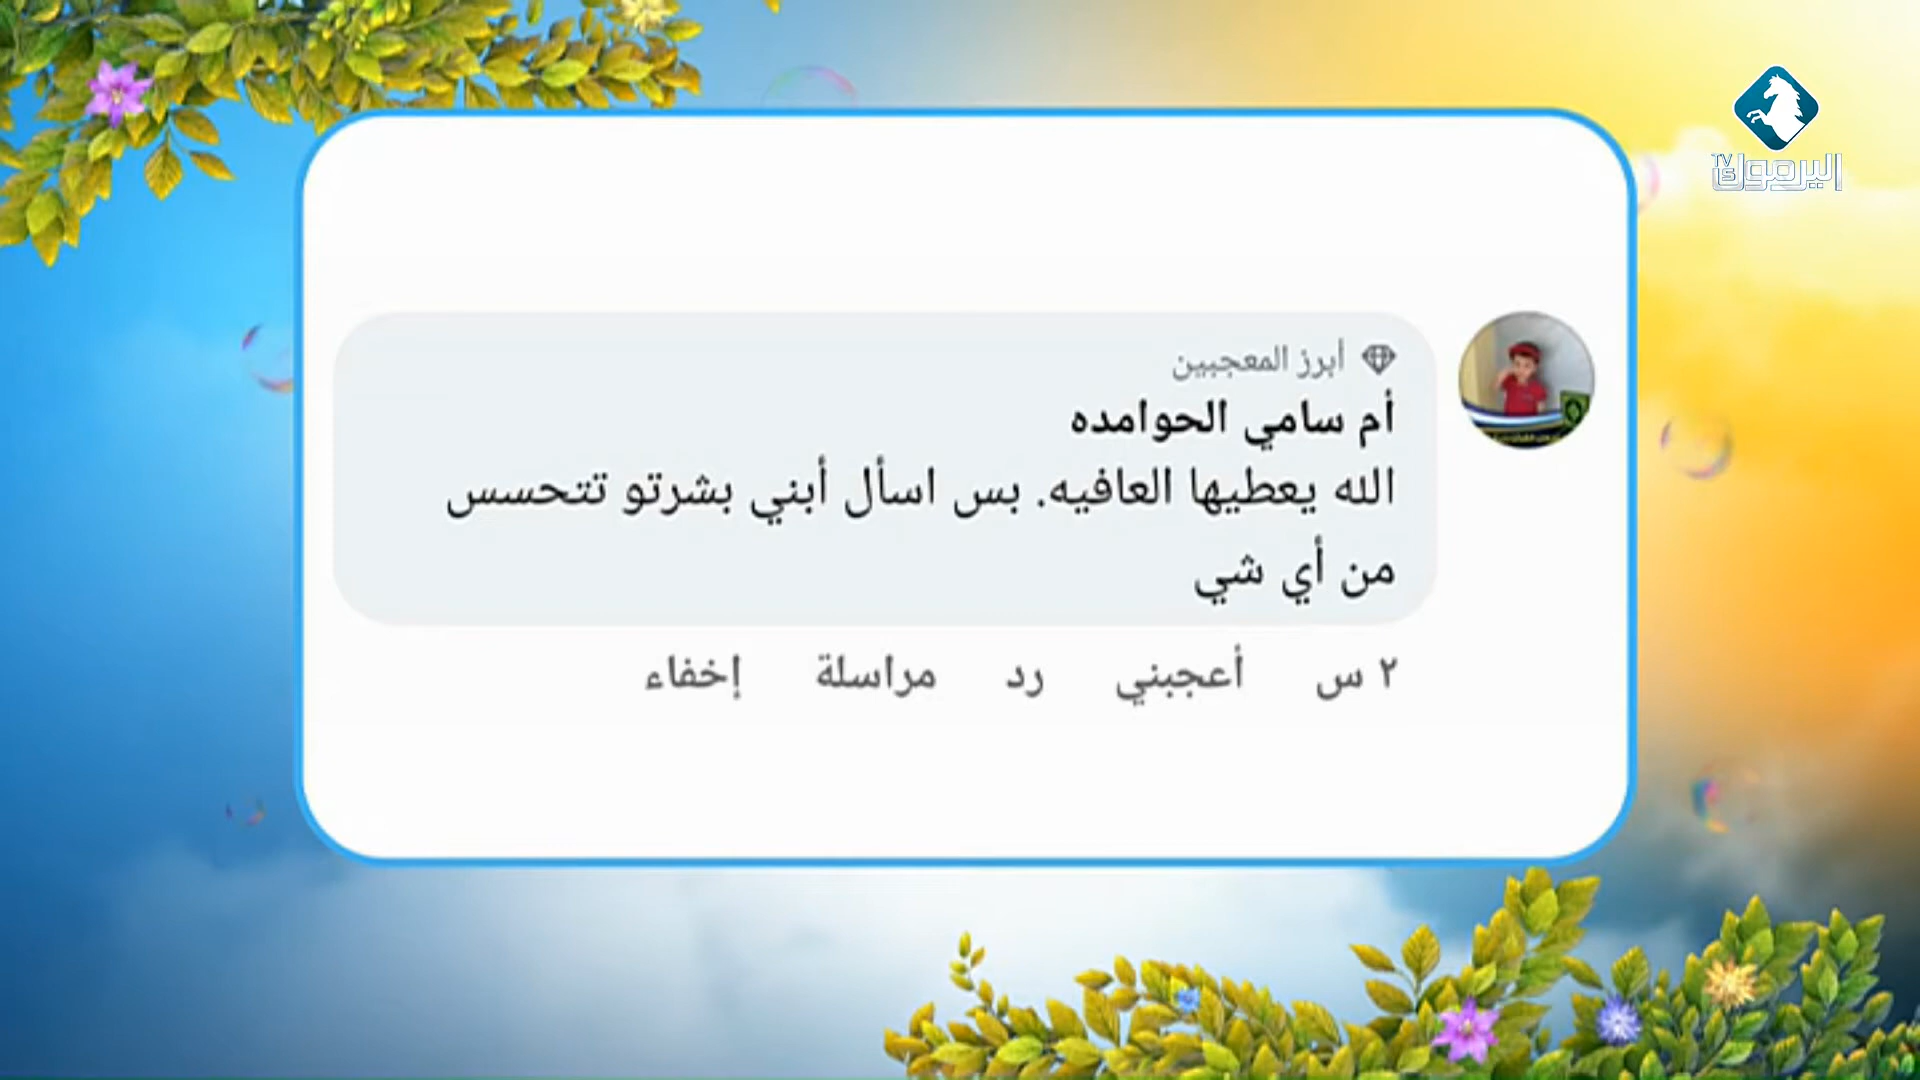 اليرموك
TV
أبرز المعجبين
أم سامي الحوامده
الله يعطيها العافيه. بس اسأل أبني بشرتو تتحسس
من أي شي
٢ س أعجبني رد مراسلة إخفاء